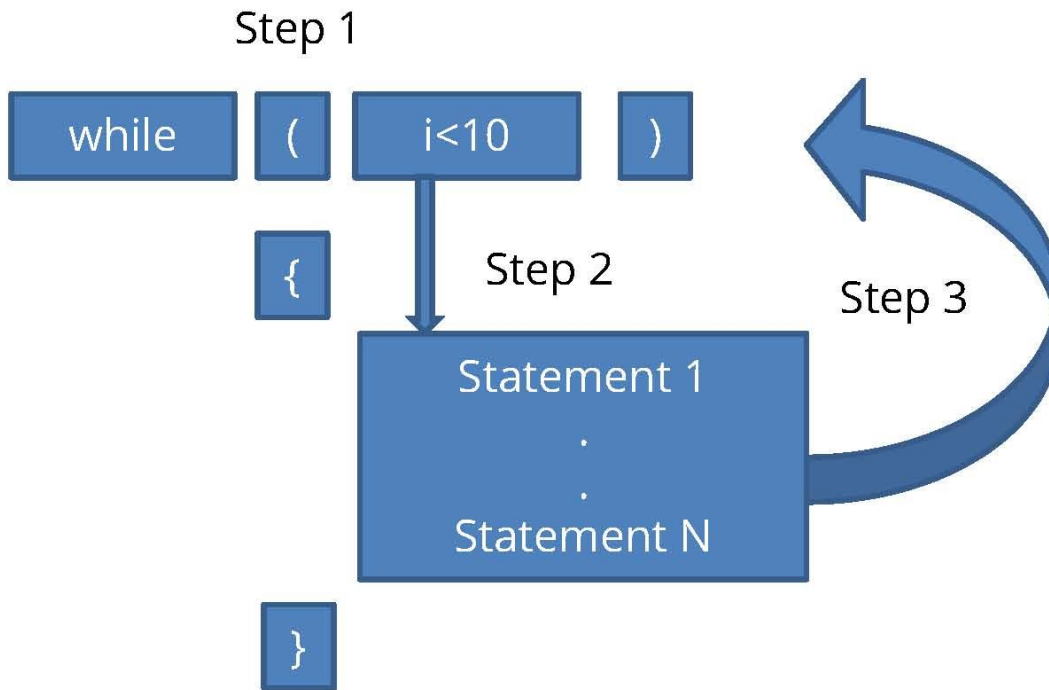 Step 1
while ( i<10 )
{
Step 2
Step 3
Statement 1
.
.
Statement N
}